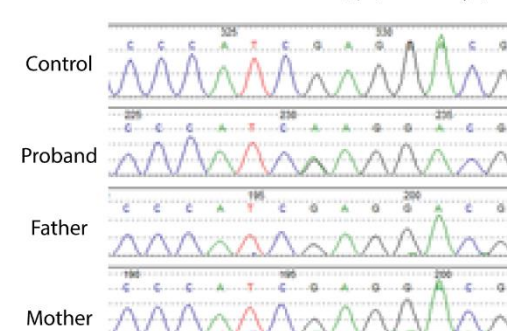 325 330
Control C C C A T C G A G A C G
225 230 235
Proband C C C A T C A A G G A C G
195 200
Father C C C A T C G A G G A C G
190 195 200
Mother C C C A T C G A G G C G